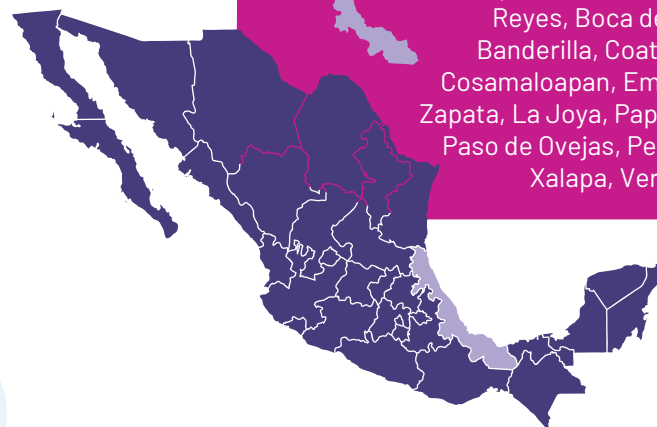 Reyes, Boca de
Banderilla, Coat
Cosamaloapan, Em
Zapata, La Joya, Pap
Paso de Ovejas, Pe
Xalapa, Ver